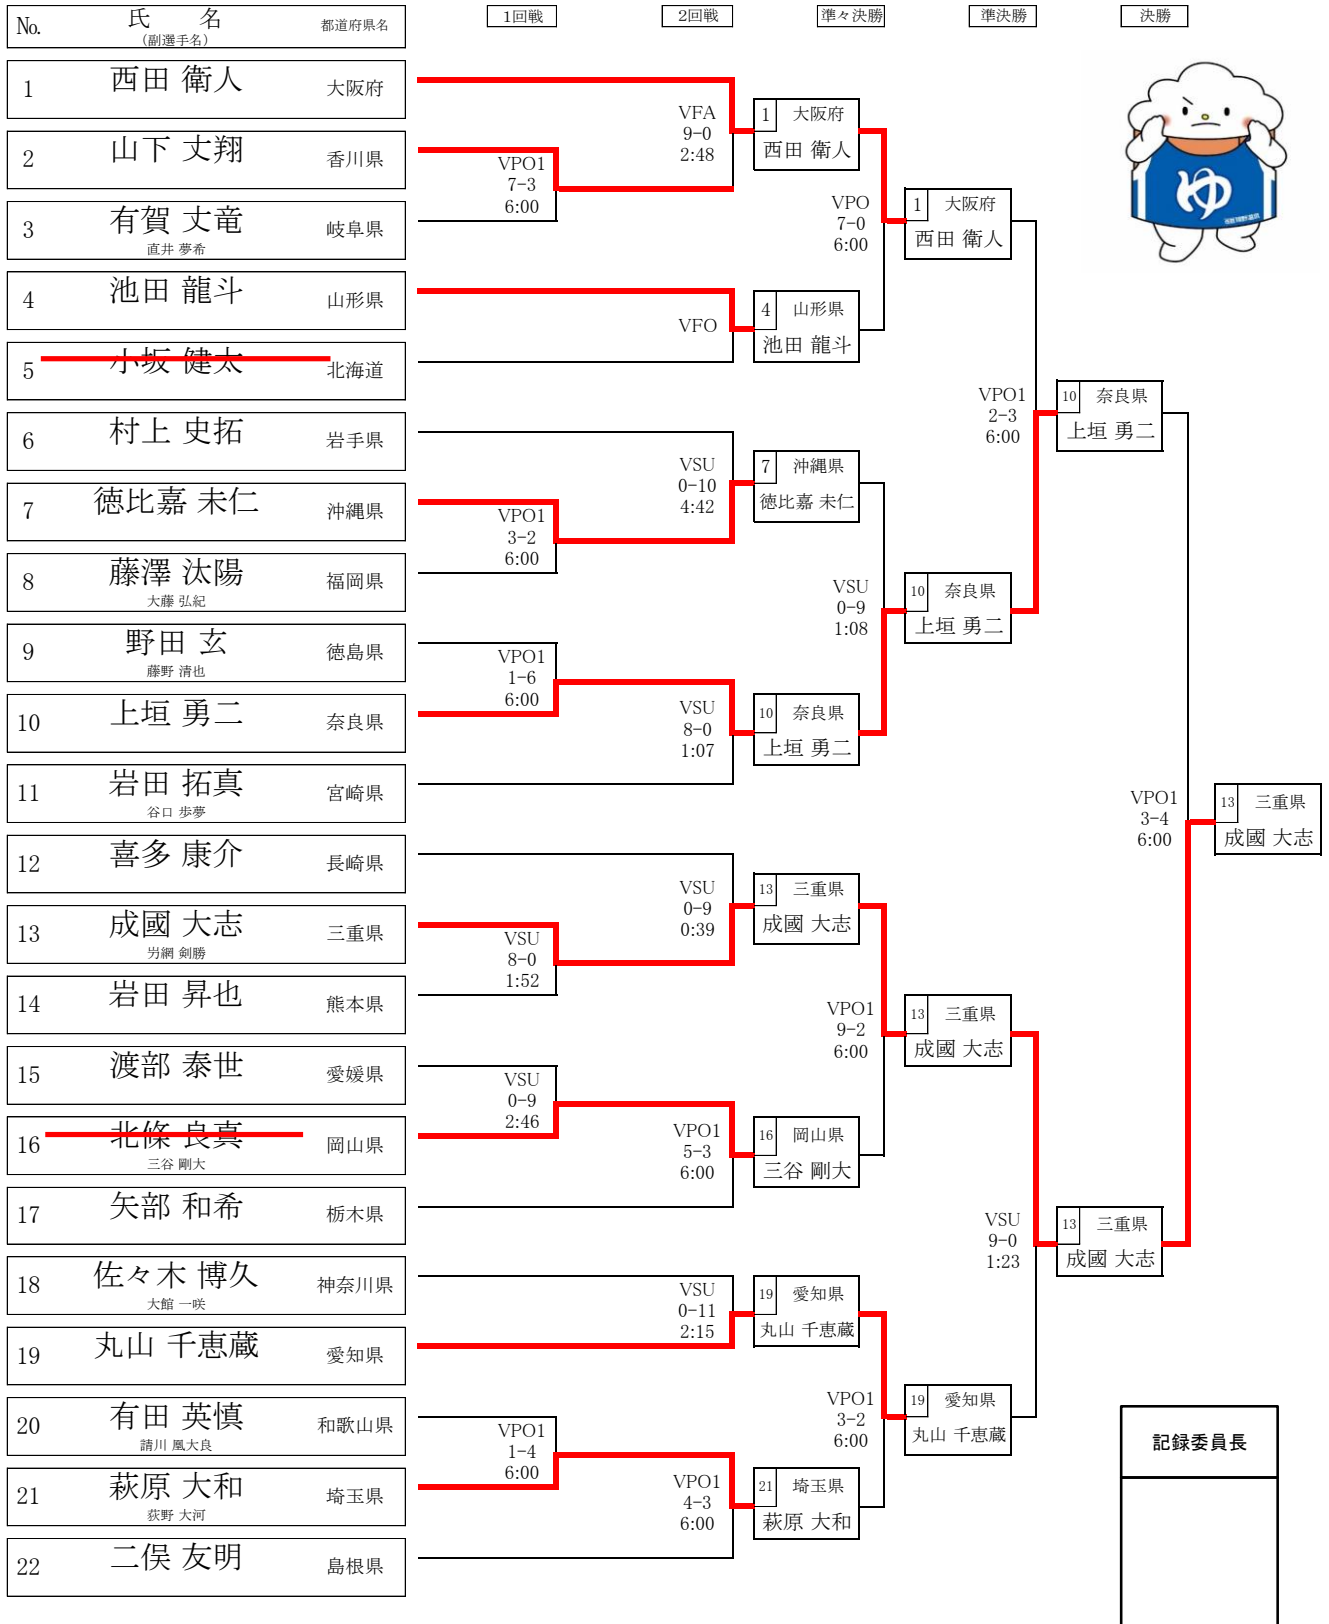 No. 氏 名 都道府県名 1回戦 2回戦 準々決勝 準決勝 決勝
(副選手名)
1 西田 衛人 大阪府
2 山下 丈翔 香川県
3 有賀 丈竜 岐阜県
直井 夢希
4 池田 龍斗 山形県
5 小坂 健太 北海道
6 村上 史拓 岩手県
7 徳比嘉 未仁 沖縄県
8 藤澤 汰陽 福岡県
大藤 弘紀
9 野田 玄 徳島県
藤野 清也
10 上垣 勇二 奈良県
11 岩田 拓真 宮崎県
谷口 歩夢
12 喜多 康介 長崎県
13 成國 大志 三重県
剣勝
14 岩田 昇也 熊本県
15 渡部 泰世 愛媛県
16 北條 良真 岡山県
三谷 剛大
17 矢部 和希 栃木県
18 佐々木 博久 神奈川県
大館 一咲
19 丸山 千恵蔵 愛知県
20 有田 英慎 和歌山県
請川 凰大良
21 萩原 大和 埼玉県
荻野 大河
22 二俣 友明 島根県
VPO1
7-3
6:00
VPO1
3-2
6:00
VPO1
1-6
6:00
VSU
8-0
1:52
VSU
0-9
2:46
VPO1
1-4
6:00
VFA
9-0
2:48
VFO
VSU
0-10
4:42
VSU
8-0
1:07
VSU
0-9
0:39
VPO1
5-3
6:00
VSU
0-11
2:15
VPO1
4-3
6:00
1 大阪府
西田 衛人
4 山形県
池田 龍斗
7 沖縄県
徳比嘉 未仁
10 奈良県
上垣 勇二
13 三重県
成國 大志
16 岡山県
三谷 剛大
19 愛知県
丸山 千恵蔵
21 埼玉県
萩原 大和
VPO
7-0
6:00
VSU
0-9
1:08
VPO1
9-2
6:00
VPO1
3-2
6:00
1 大阪府
西田 衛人
10 奈良県
上垣 勇二
13 三重県
成國 大志
19 愛知県
丸山 千恵蔵
VPO1
2-3
6:00
VSU
9-0
1:23
10 奈良県
上垣 勇二
13 三重県
成國 大志
VPO1
3-4
6:00
13 三重県
成國 大志
ゆ
記録委員長